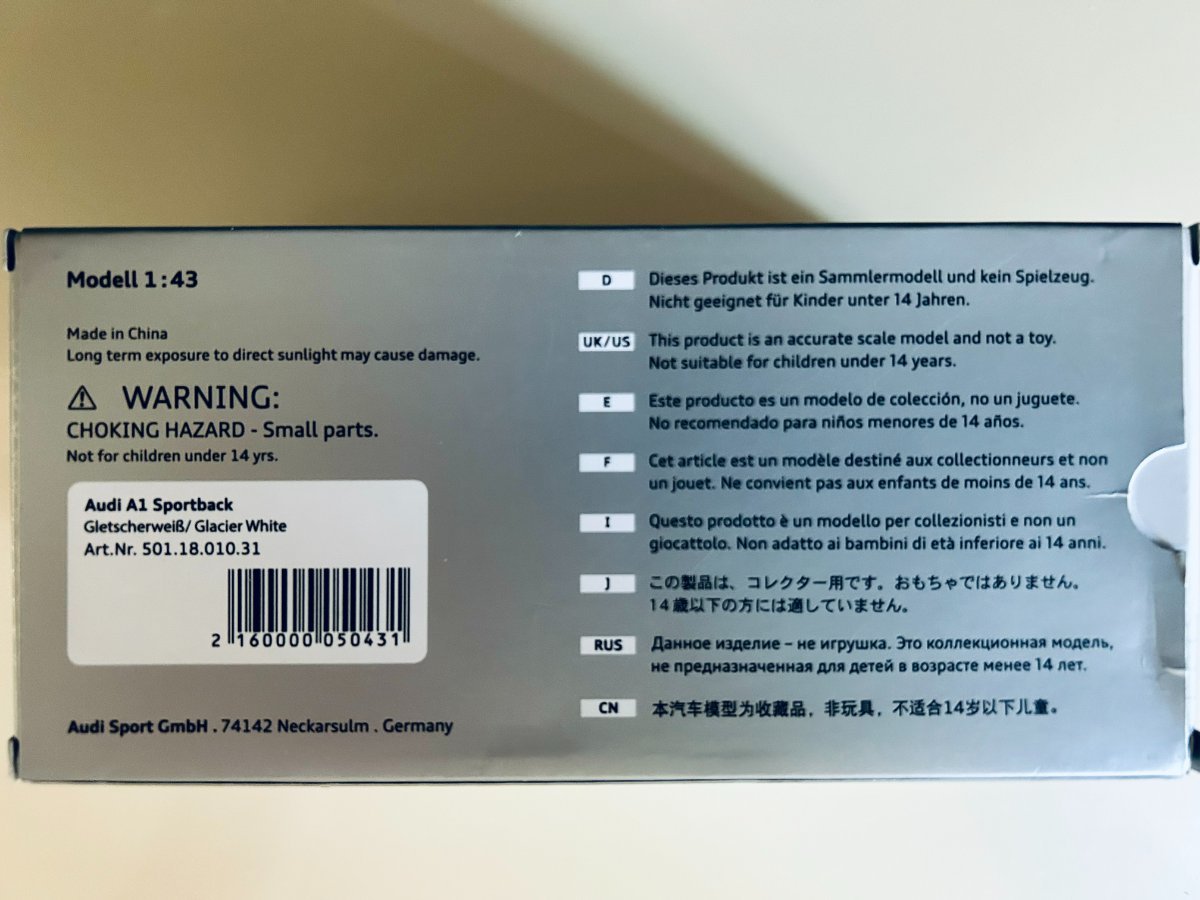 Modell 1:43
Made in China
Long term exposure to direct sunlight may cause damage.
⚠ WARNING:
CHOKING HAZARD - Small parts.
Not for children under 14 yrs.
Audi A1 Sportback
Gletscherweiß/ Glacier White
Art.Nr. 501.18.010.31
2 160000 050431
Audi Sport GmbH . 74142 Neckarsulm . Germany
D Dieses Produkt ist ein Sammlermodell und kein Spielzeug.
Nicht geeignet für Kinder unter 14 Jahren.
UK/US This product is an accurate scale model and not a toy.
Not suitable for children under 14 years.
E Este producto es un modelo de colección, no un juguete.
No recomendado para niños menores de 14 años.
F Cet article est un modèle destiné aux collectionneurs et non
un jouet. Ne convient pas aux enfants de moins de 14 ans.
I Questo prodotto è un modello per collezionisti e non un
giocattolo. Non adatto ai bambini di età inferiore ai 14 anni.
J この製品は、コレクター用です。おもちゃではありません。
14歳以下の方には適していません。
RUS Данное изделие – не игрушка. Это коллекционная модель,
не предназначенная для детей в возрасте менее 14 лет.
CN 本汽车模型为收藏品，非玩具，不适合14岁以下儿童。